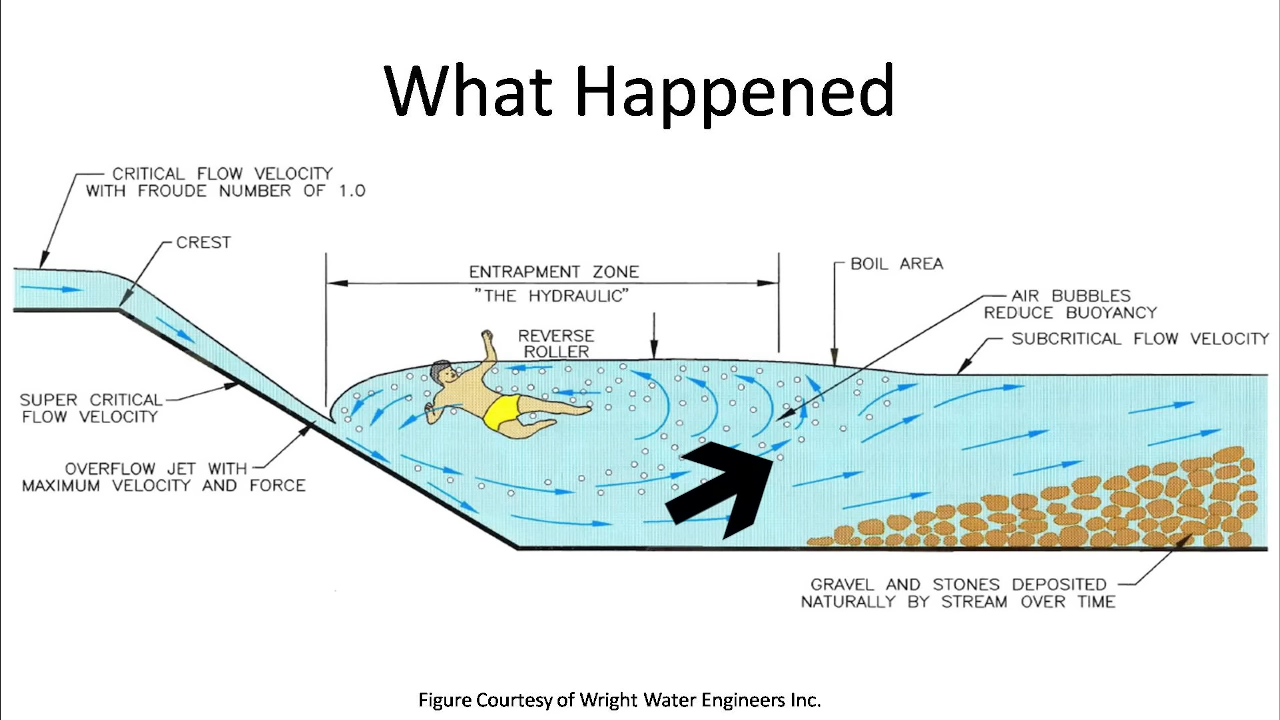 What Happened
CRITICAL FLOW VELOCITY
WITH FROUDE NUMBER OF 1.0
CREST
ENTRAPMENT ZONE
"THE HYDRAULIC"
BOIL AREA
AIR BUBBLES
REDUCE BUOYANCY
REVERSE
ROLLER
SUBCRITICAL FLOW VELOCITY
SUPER CRITICAL
FLOW VELOCITY
OVERFLOW JET WITH
MAXIMUM VELOCITY AND FORCE
GRAVEL AND STONES DEPOSITED
NATURALLY BY STREAM OVER TIME
Figure Courtesy of Wright Water Engineers Inc.